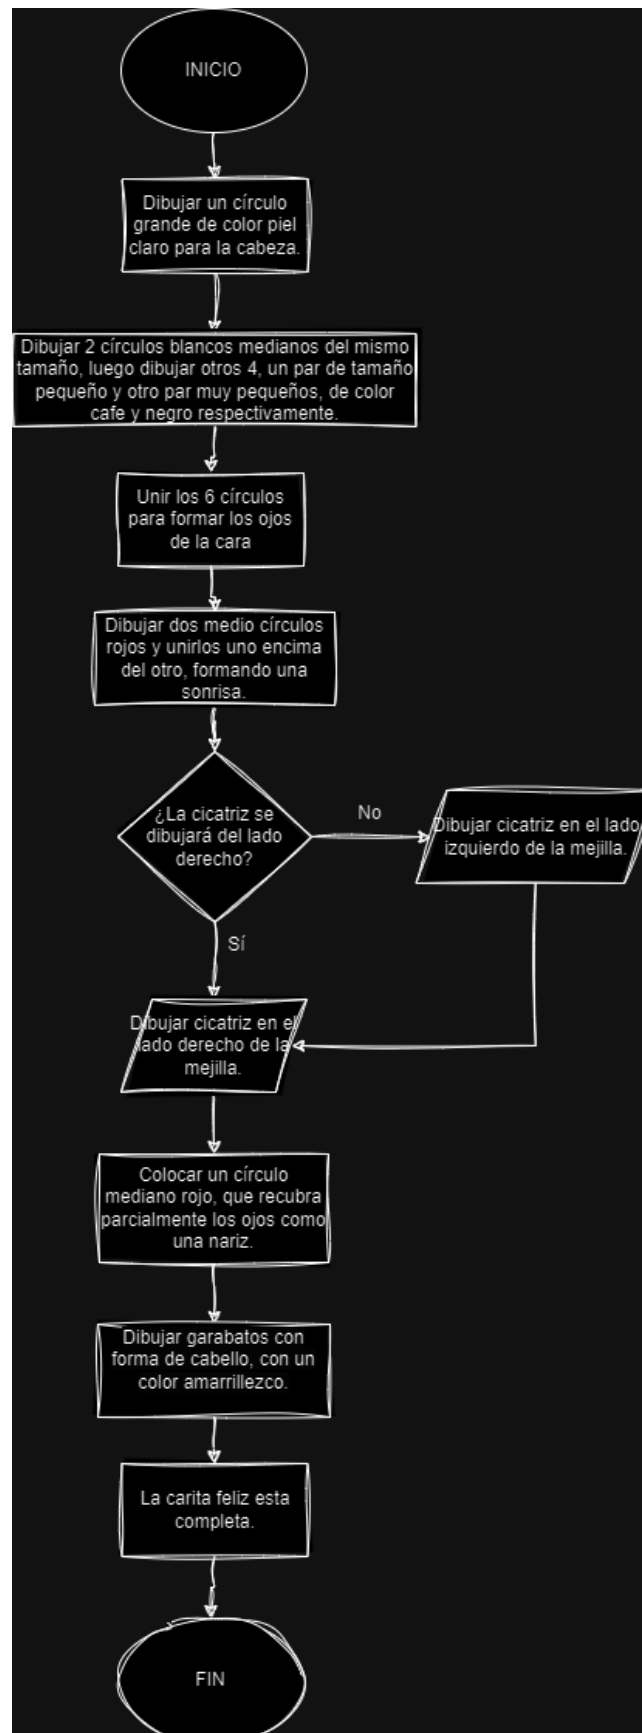 INICIO
Dibujar un círculo
grande de color piel
claro para la cabeza.
Dibujar 2 círculos blancos medianos del mismo
tamaño, luego dibujar otros 4, un par de tamaño
pequeño y otro par muy pequeños, de color
cafe y negro respectivamente.
Unir los 6 círculos
para formar los ojos
de la cara
Dibujar dos medio círculos
rojos y unirlos uno encima
del otro, formando una
sonrisa.
¿La cicatriz se
dibujará del lado
derecho?
No
Dibujar cicatriz en el lado
izquierdo de la mejilla.
Sí
Dibujar cicatriz en el
lado derecho de la
mejilla.
Colocar un círculo
mediano rojo, que recubra
parcialmente los ojos como
una nariz.
Dibujar garabatos con
forma de cabello, con un
color amarrillezco.
La carita feliz esta
completa.
FIN